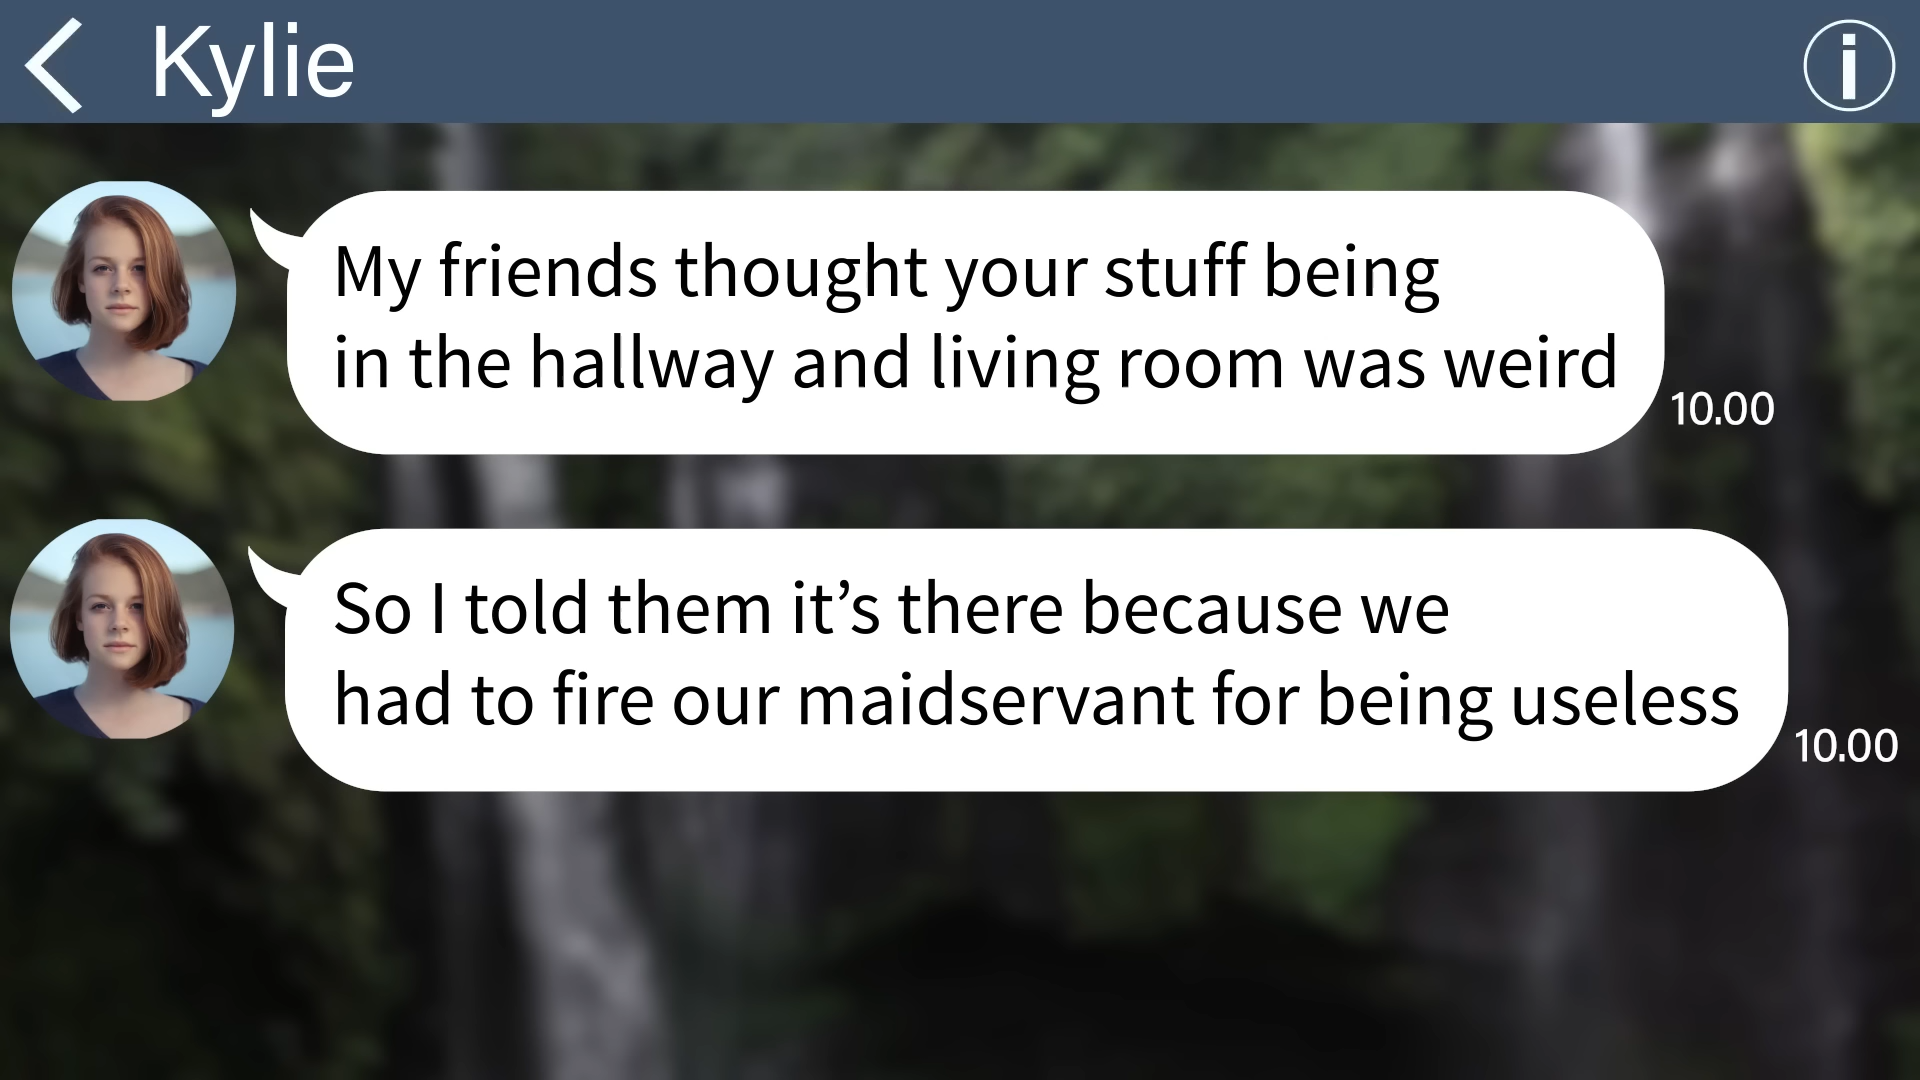 Kylie
My friends thought your stuff being
in the hallway and living room was weird
10.00
So I told them it’s there because we
had to fire our maidservant for being useless
10.00